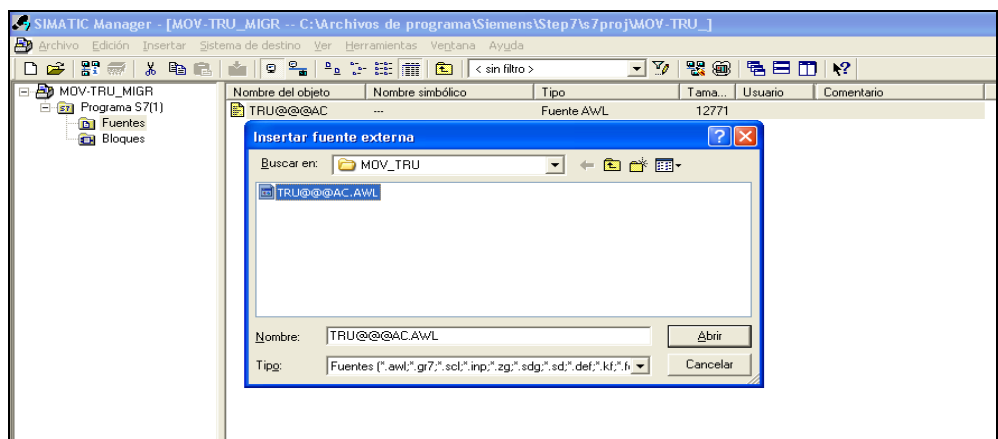 SIMATIC Manager - [MOV-TRU_MIGR -- C:\Archivos de programa\Siemens\Step7\s7proj\MOV-TRU_]
Archivo Edición Insertar Sistema de destino Ver Herramientas Ventana Ayuda
< sin filtro >
MOV-TRU_MIGR
Programa S7(1)
Fuentes
Bloques
Nombre del objeto Nombre simbólico Tipo Tama... Usuario Comentario
TRU@@@AC --- Fuente AWL 12771
Insertar fuente externa
Buscar en: MOV_TRU
TRU@@@AC.AWL
Nombre: TRU@@@AC.AWL Abrir
Tipo: Fuentes (*.awl;*.gr7;*.scl;*.inp;*.zg;*.sdg;*.sd;*.def;*.kf;*.f Cancelar